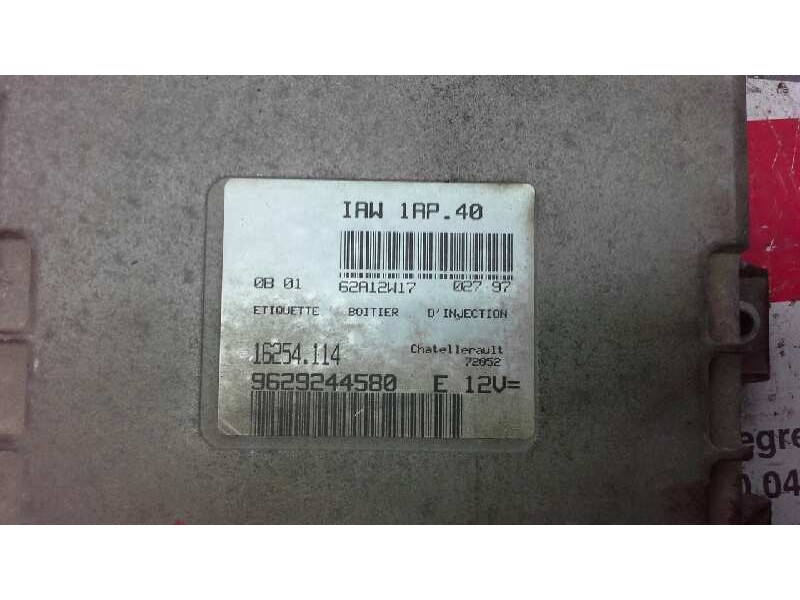 IAW 1AP.40
0B 01 62A12W17 027 97
ETIQUETTE BOITIER D'INJECTION
16254.114 Chatellerault
72052
9629244580 E 12V=
egre
0 04